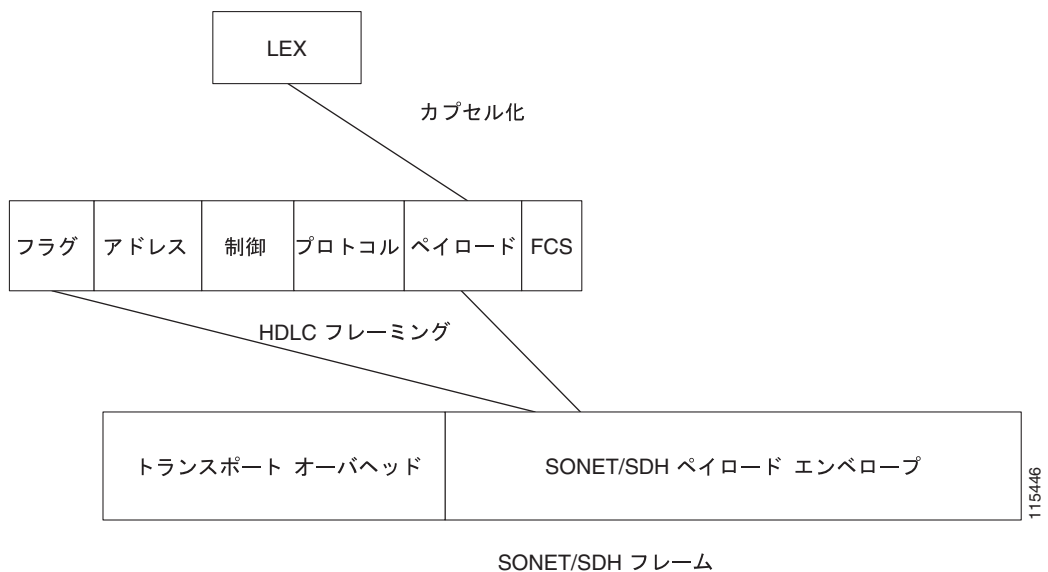 LEX
カプセル化
フラグ
アドレス
制御
プロトコル
ペイロード
FCS
HDLC フレーミング
トランスポート オーバヘッド
SONET/SDH ペイロード エンベロープ
115446
SONET/SDH フレーム